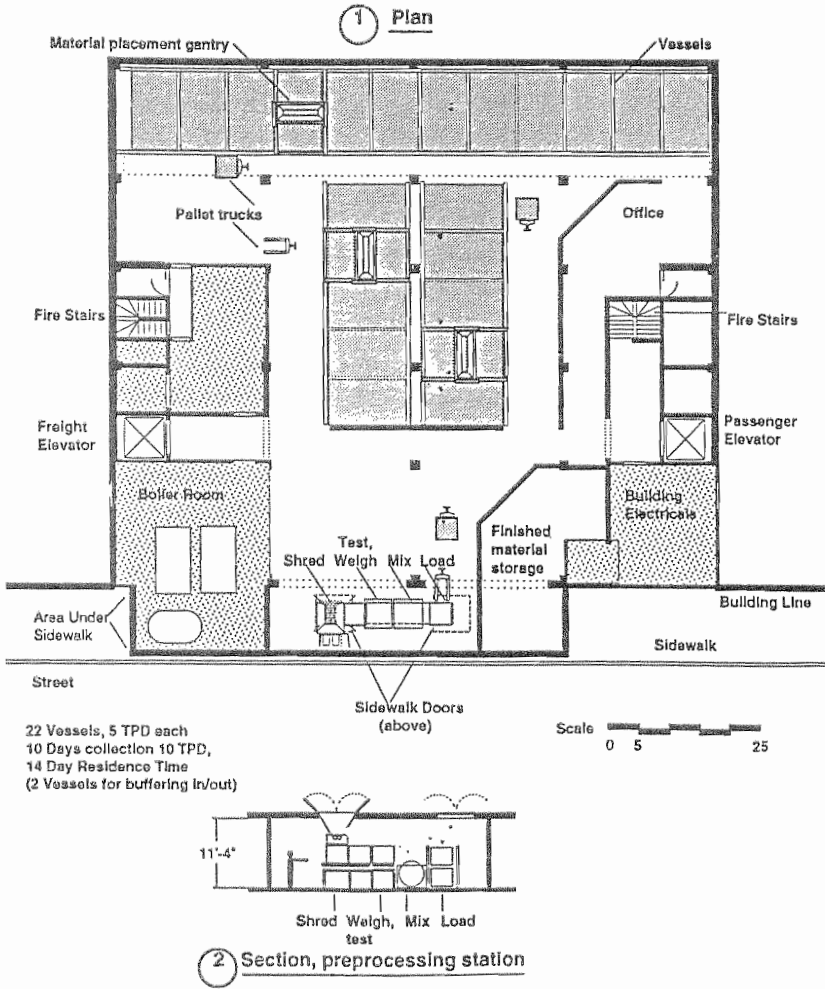 1 Plan
Material placement gantry
Vessels
Pallet trucks
Office
Fire Stairs
Fire Stairs
Freight
Elevator
Passenger
Elevator
Boiler Room
Building
Electricals
Finished
material
storage
Test,
Shred Weigh Mix Load
Area Under
Sidewalk
Building Line
Sidewalk
Street
Sidewalk Doors
(above)
22 Vessels, 5 TPD each
10 Days collection 10 TPD,
14 Day Residence Time
(2 Vessels for buffering in/out)
Scale
0 5 25
11'-4"
Shred Weigh, Mix Load
test
2 Section, preprocessing station